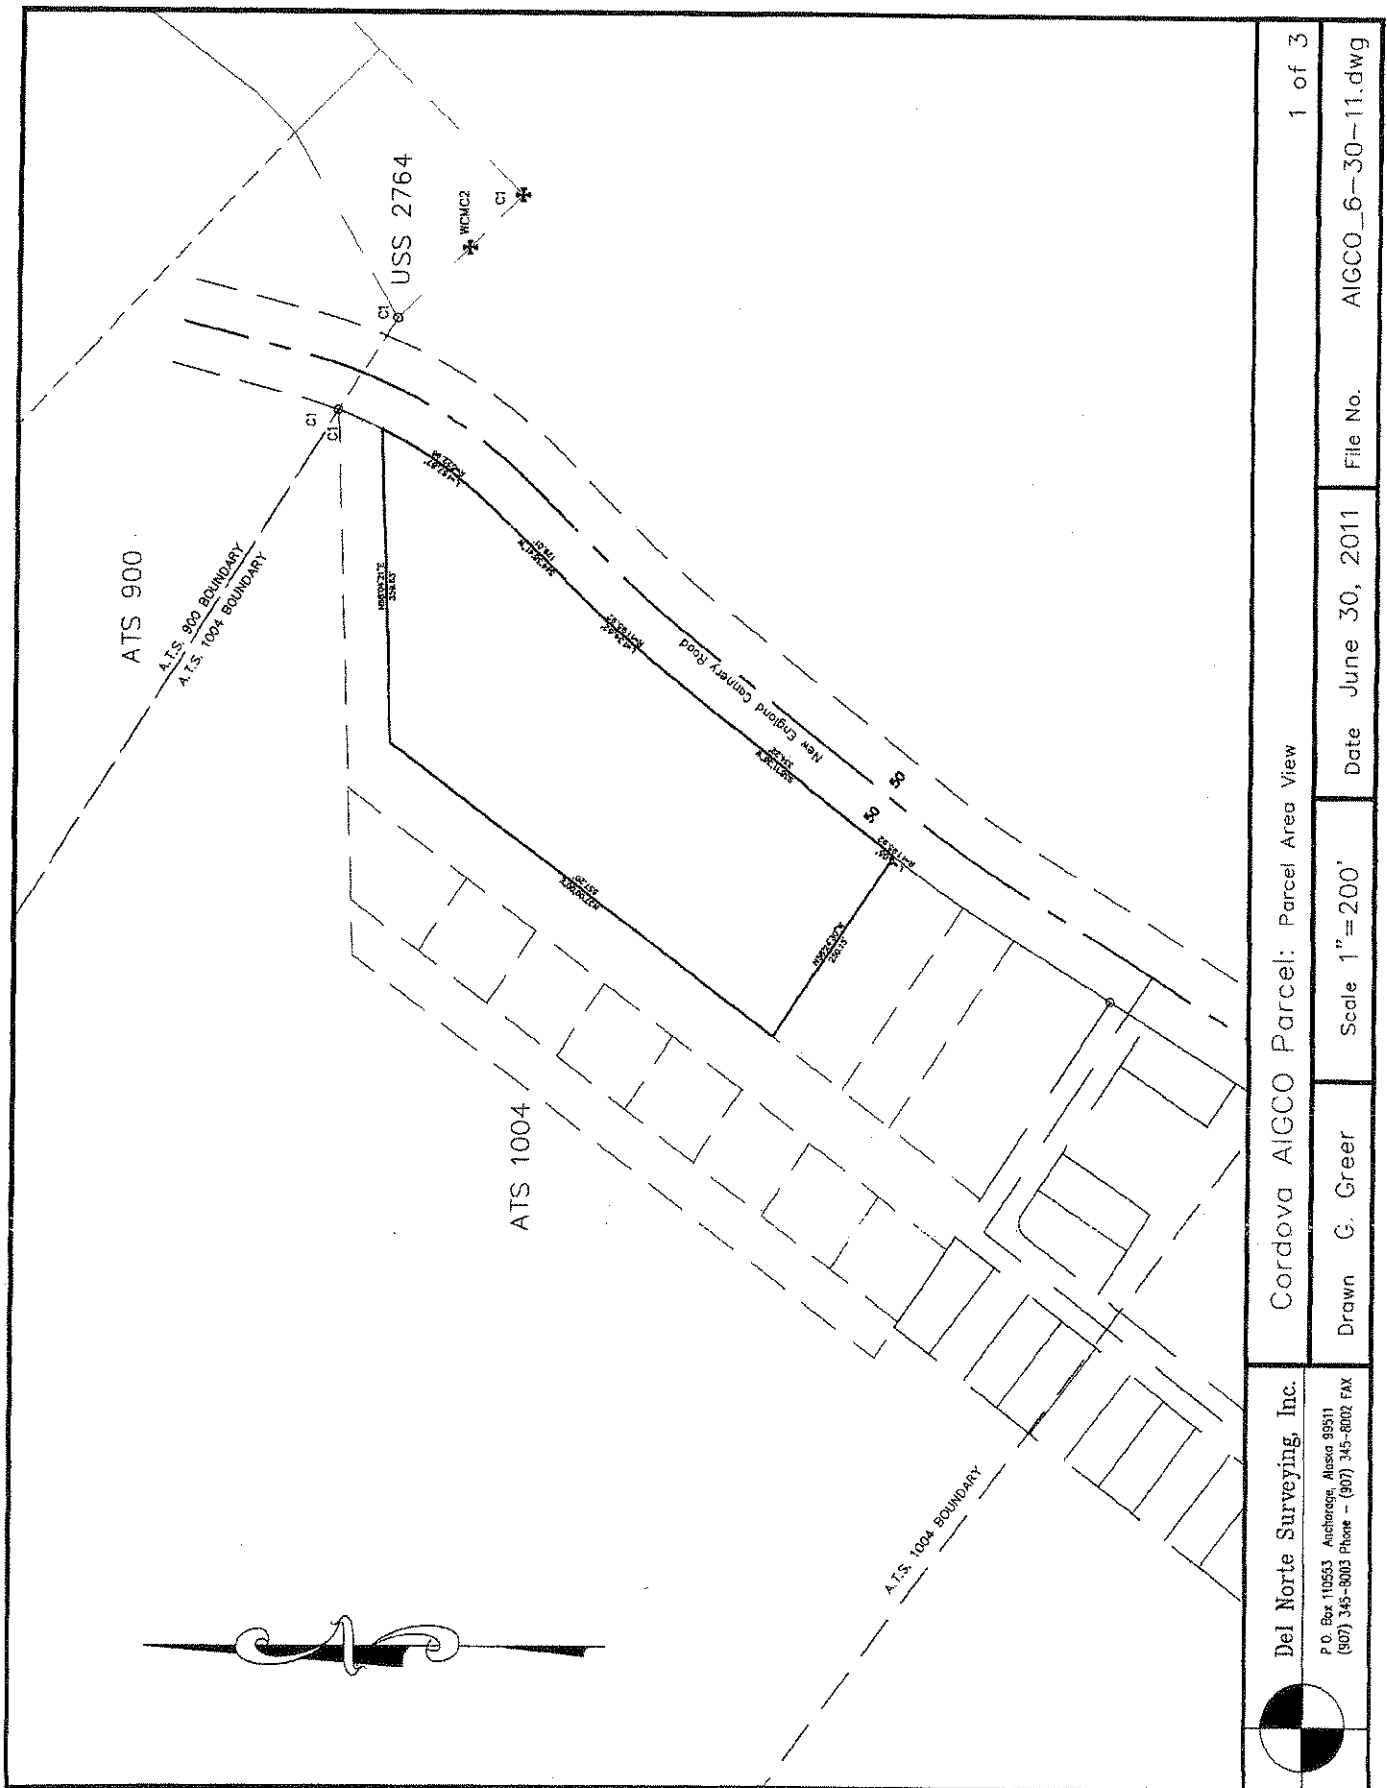 ATS 900
A.T.S. 900 BOUNDARY
A.T.S. 1004 BOUNDARY
USS 2764
WCMC2
C1
C1
C1
C1
New England Cannery Road
50
50
ATS 1004
A.T.S. 1004 BOUNDARY
Del Norte Surveying, Inc.
P.O. Box 110553 Anchorage, Alaska 99511
(907) 345-8003 Phone - (907) 345-8002 FAX
Cordova AIGCO Parcel: Parcel Area View
1 of 3
Drawn G. Greer
Scale 1"=200'
Date June 30, 2011
File No. AIGCO_6-30-11.dwg